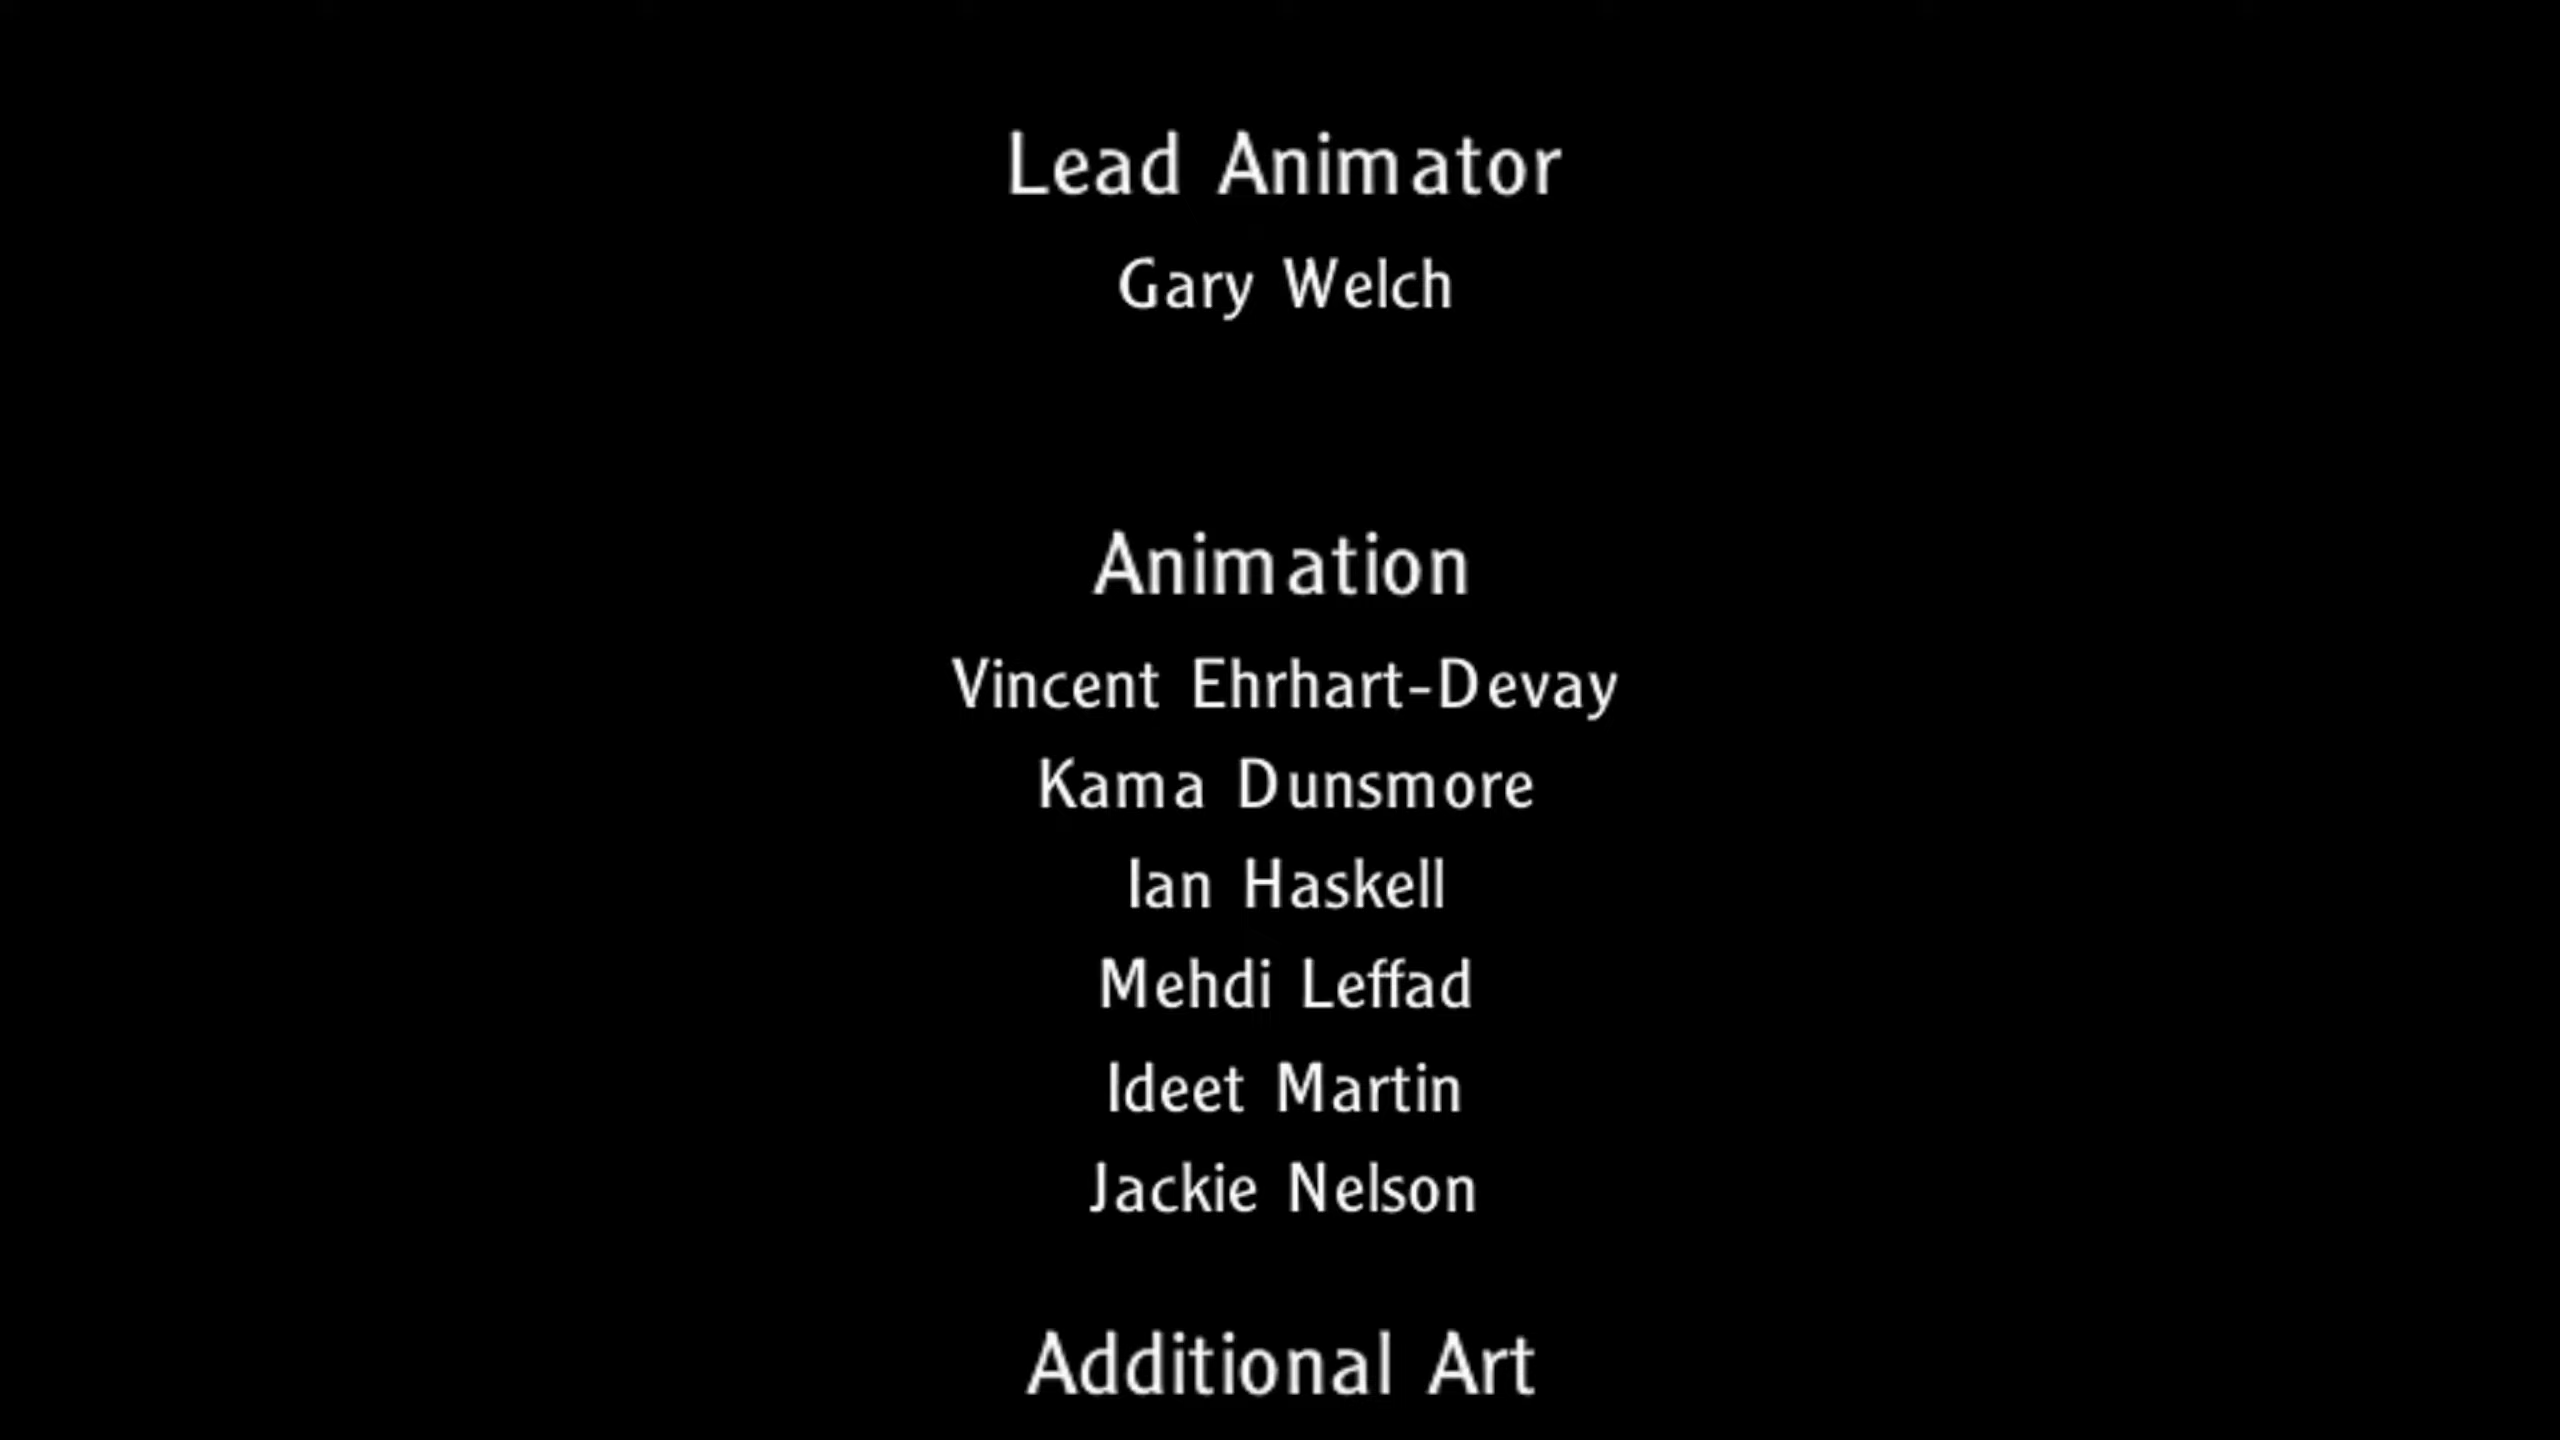 Lead Animator
Gary Welch
Animation
Vincent Ehrhart-Devay
Kama Dunsmore
Ian Haskell
Mehdi Leffad
Ideet Martin
Jackie Nelson
Additional Art